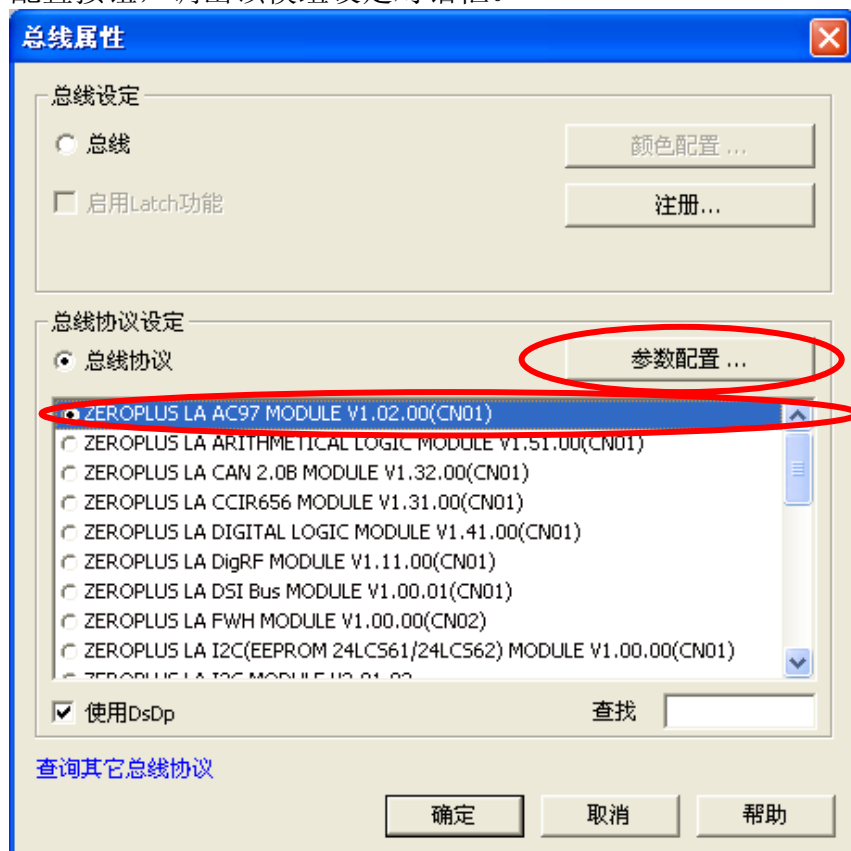 总线属性
总线设定
总线
颜色配置 ...
启用Latch功能
注册...
总线协议设定
总线协议
参数配置 ...
ZEROPLUS LA AC97 MODULE V1.02.00(CN01)
ZEROPLUS LA ARITHMETICAL LOGIC MODULE V1.51.00(CN01)
ZEROPLUS LA CAN 2.0B MODULE V1.32.00(CN01)
ZEROPLUS LA CCIR656 MODULE V1.31.00(CN01)
ZEROPLUS LA DIGITAL LOGIC MODULE V1.41.00(CN01)
ZEROPLUS LA DigRF MODULE V1.11.00(CN01)
ZEROPLUS LA DSI Bus MODULE V1.00.01(CN01)
ZEROPLUS LA FWH MODULE V1.00.00(CN02)
ZEROPLUS LA I2C(EEPROM 24LCS61/24LCS62) MODULE V1.00.00(CN01)
使用DsDp
查找
查询其它总线协议
确定
取消
帮助